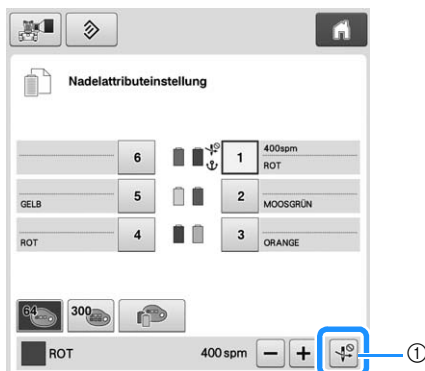 Nadelattributeinstellung
6 1 400spm
ROT
GELB 5 2 MOOSGRÜN
ROT 4 3 ORANGE
64 300
ROT 400 spm − +
①